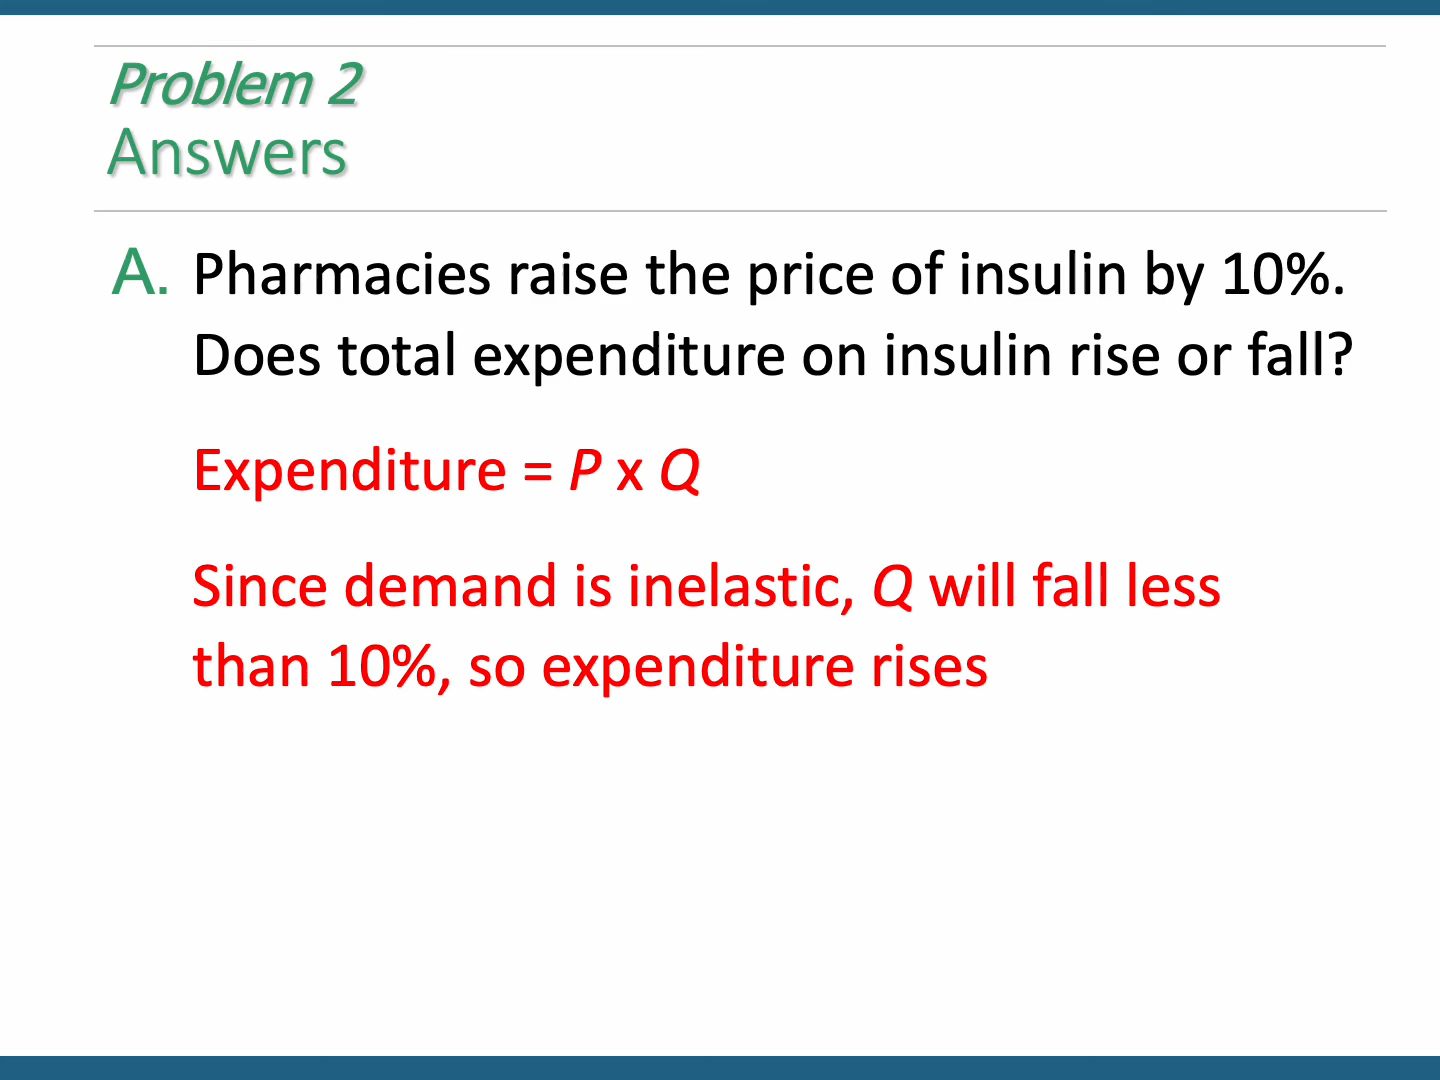 Problem 2
Answers
A. Pharmacies raise the price of insulin by 10%.
Does total expenditure on insulin rise or fall?
Expenditure = P x Q
Since demand is inelastic, Q will fall less
than 10%, so expenditure rises